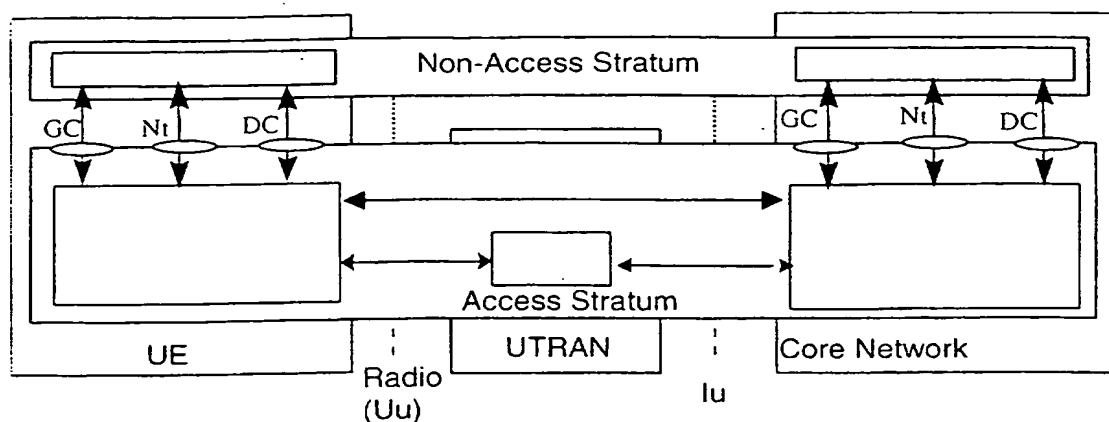 Non-Access Stratum
GC Nt DC
GC Nt DC
Access Stratum
UE
UTRAN
Core Network
Radio
(Uu)
Iu